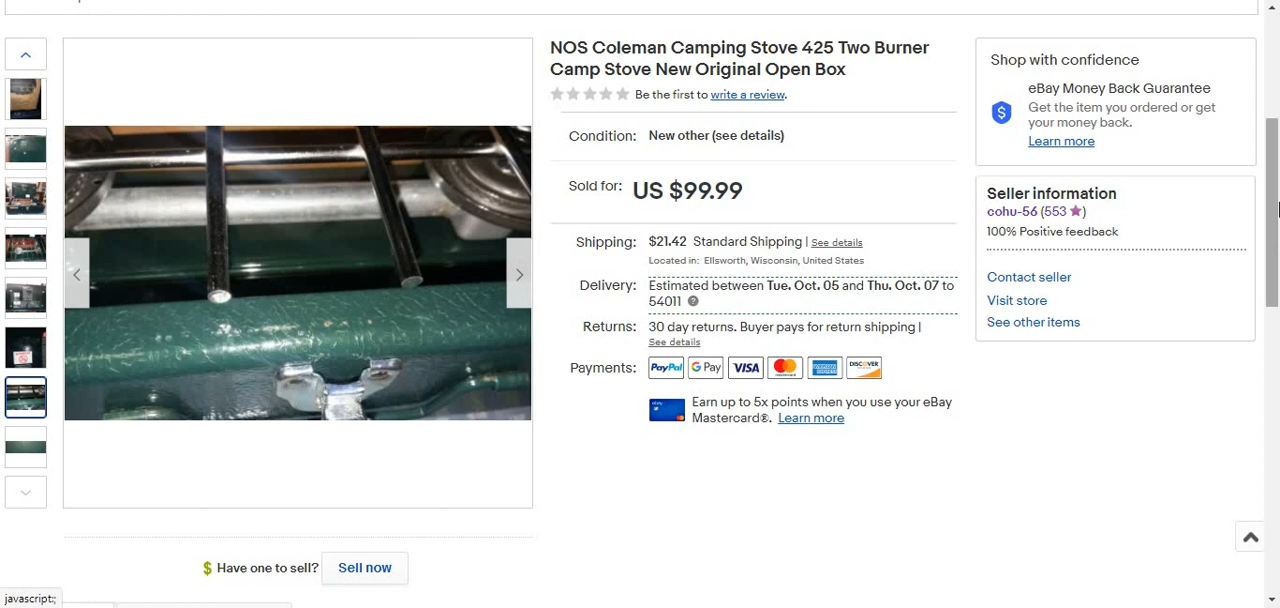 NOS Coleman Camping Stove 425 Two Burner
Camp Stove New Original Open Box
Be the first to write a review.
Condition: New other (see details)
Sold for: US $99.99
Shipping: $21.42 Standard Shipping | See details
Located in: Ellsworth, Wisconsin, United States
Delivery: Estimated between Tue. Oct. 05 and Thu. Oct. 07 to
54011
Returns: 30 day returns. Buyer pays for return shipping |
See details
Payments: PayPal G Pay VISA mastercard AMERICAN EXPRESS DISCOVER
Earn up to 5x points when you use your eBay
Mastercard®. Learn more
Shop with confidence
eBay Money Back Guarantee
Get the item you ordered or get
your money back.
Learn more
Seller information
cohu-56 (553)
100% Positive feedback
Contact seller
Visit store
See other items
$ Have one to sell? Sell now
javascript:;